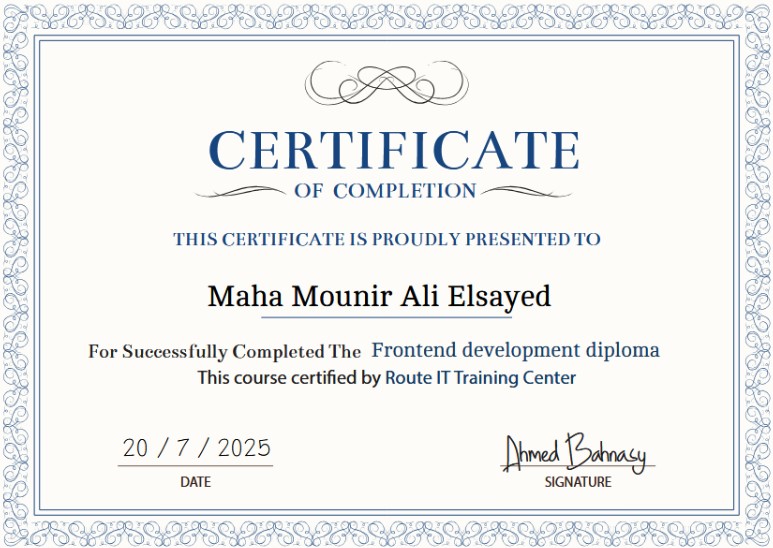 CERTIFICATE
OF COMPLETION
THIS CERTIFICATE IS PROUDLY PRESENTED TO
Maha Mounir Ali Elsayed
For Successfully Completed The Frontend development diploma
This course certified by Route IT Training Center
20 / 7 / 2025
Ahmed Bahnasy
DATE
SIGNATURE